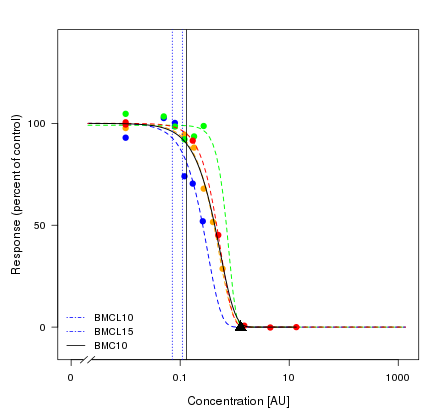 Response (percent of control)
100
50
0
BMCL10
BMCL15
BMC10
0
0.1
10
1000
Concentration [AU]